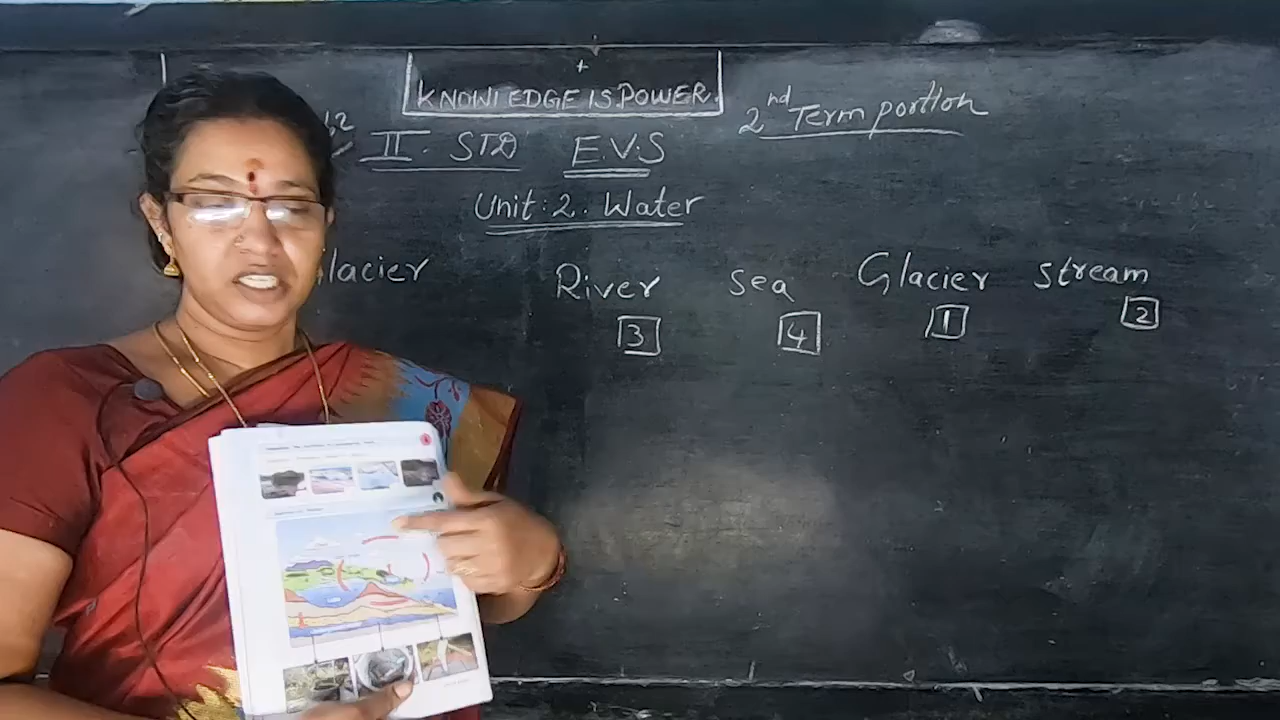 KNOWLEDGE IS POWER.
2nd Term portion
II. STD E.V.S
Unit: 2. Water
lacier River Sea Glacier Stream
3 4 1 2